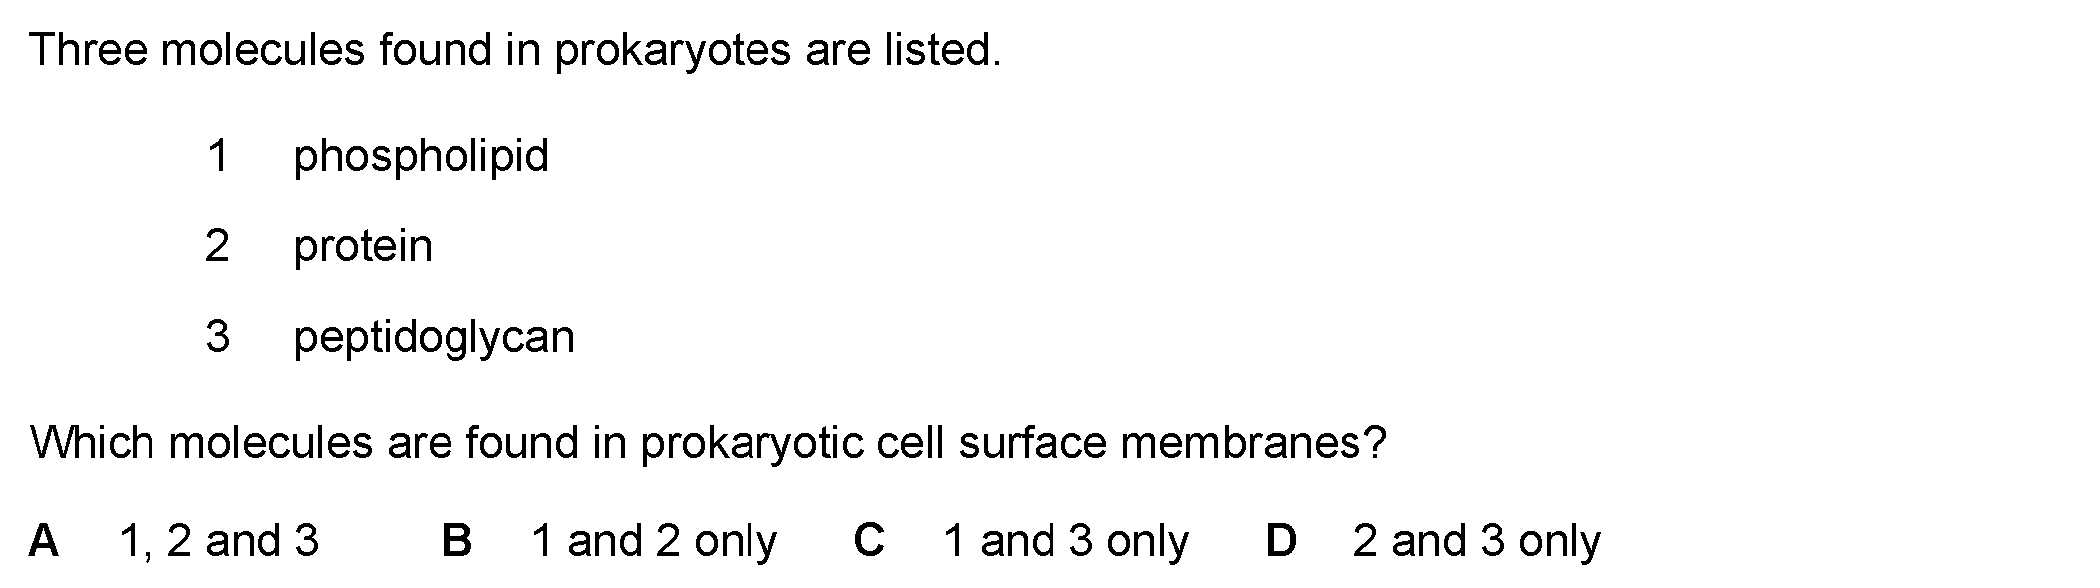 Three molecules found in prokaryotes are listed.
1 phospholipid
2 protein
3 peptidoglycan
Which molecules are found in prokaryotic cell surface membranes?
A 1, 2 and 3 B 1 and 2 only C 1 and 3 only D 2 and 3 only